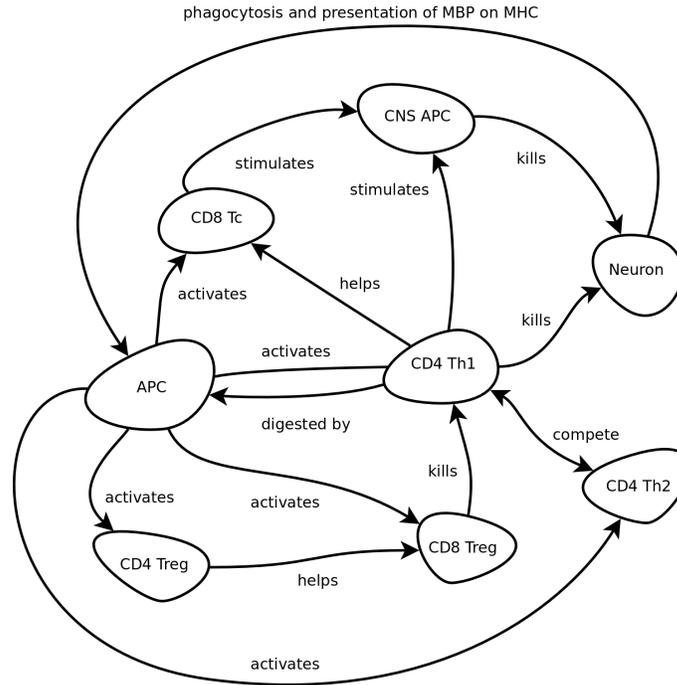 phagocytosis and presentation of MBP on MHC
CNS APC
kills
stimulates
stimulates
CD8 Tc
Neuron
helps
activates
kills
activates
CD4 Th1
APC
digested by
compete
kills
CD4 Th2
activates
activates
CD8 Treg
CD4 Treg
helps
activates